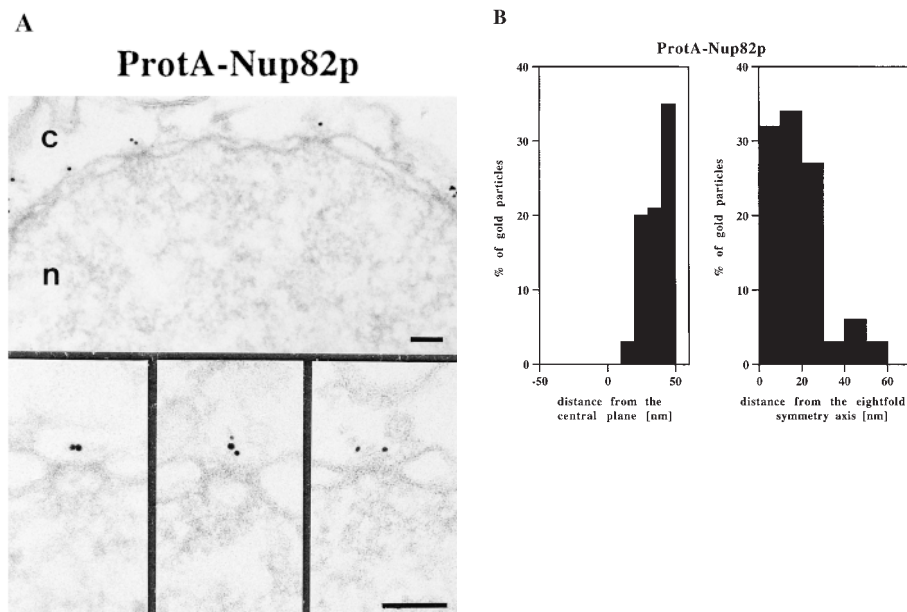 A
ProtA-Nup82p
c
n
B
ProtA-Nup82p
40
30
20
10
0
% of gold particles
-50
0
50
distance from the
central plane [nm]
40
30
20
10
0
% of gold particles
0
20
40
60
distance from the eightfold
symmetry axis [nm]